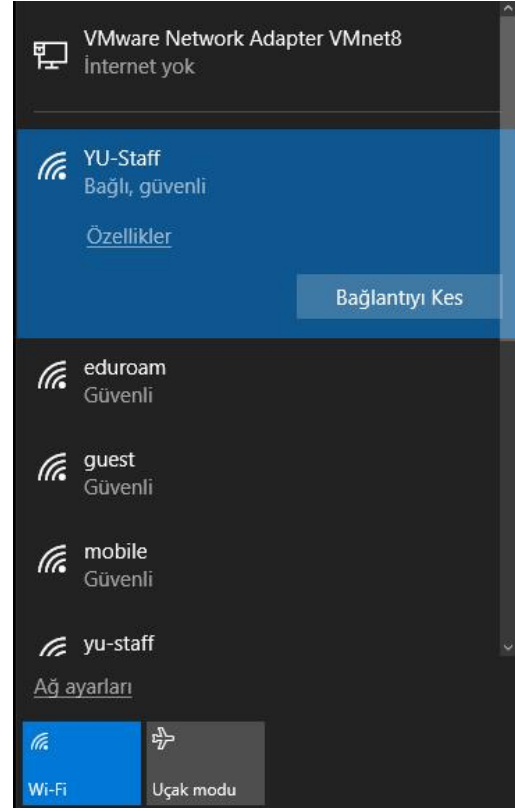 VMware Network Adapter VMnet8
İnternet yok
YU-Staff
Bağlı, güvenli
Özellikler
Bağlantıyı Kes
eduroam
Güvenli
guest
Güvenli
mobile
Güvenli
yu-staff
Ağ ayarları
Wi-Fi
Uçak modu